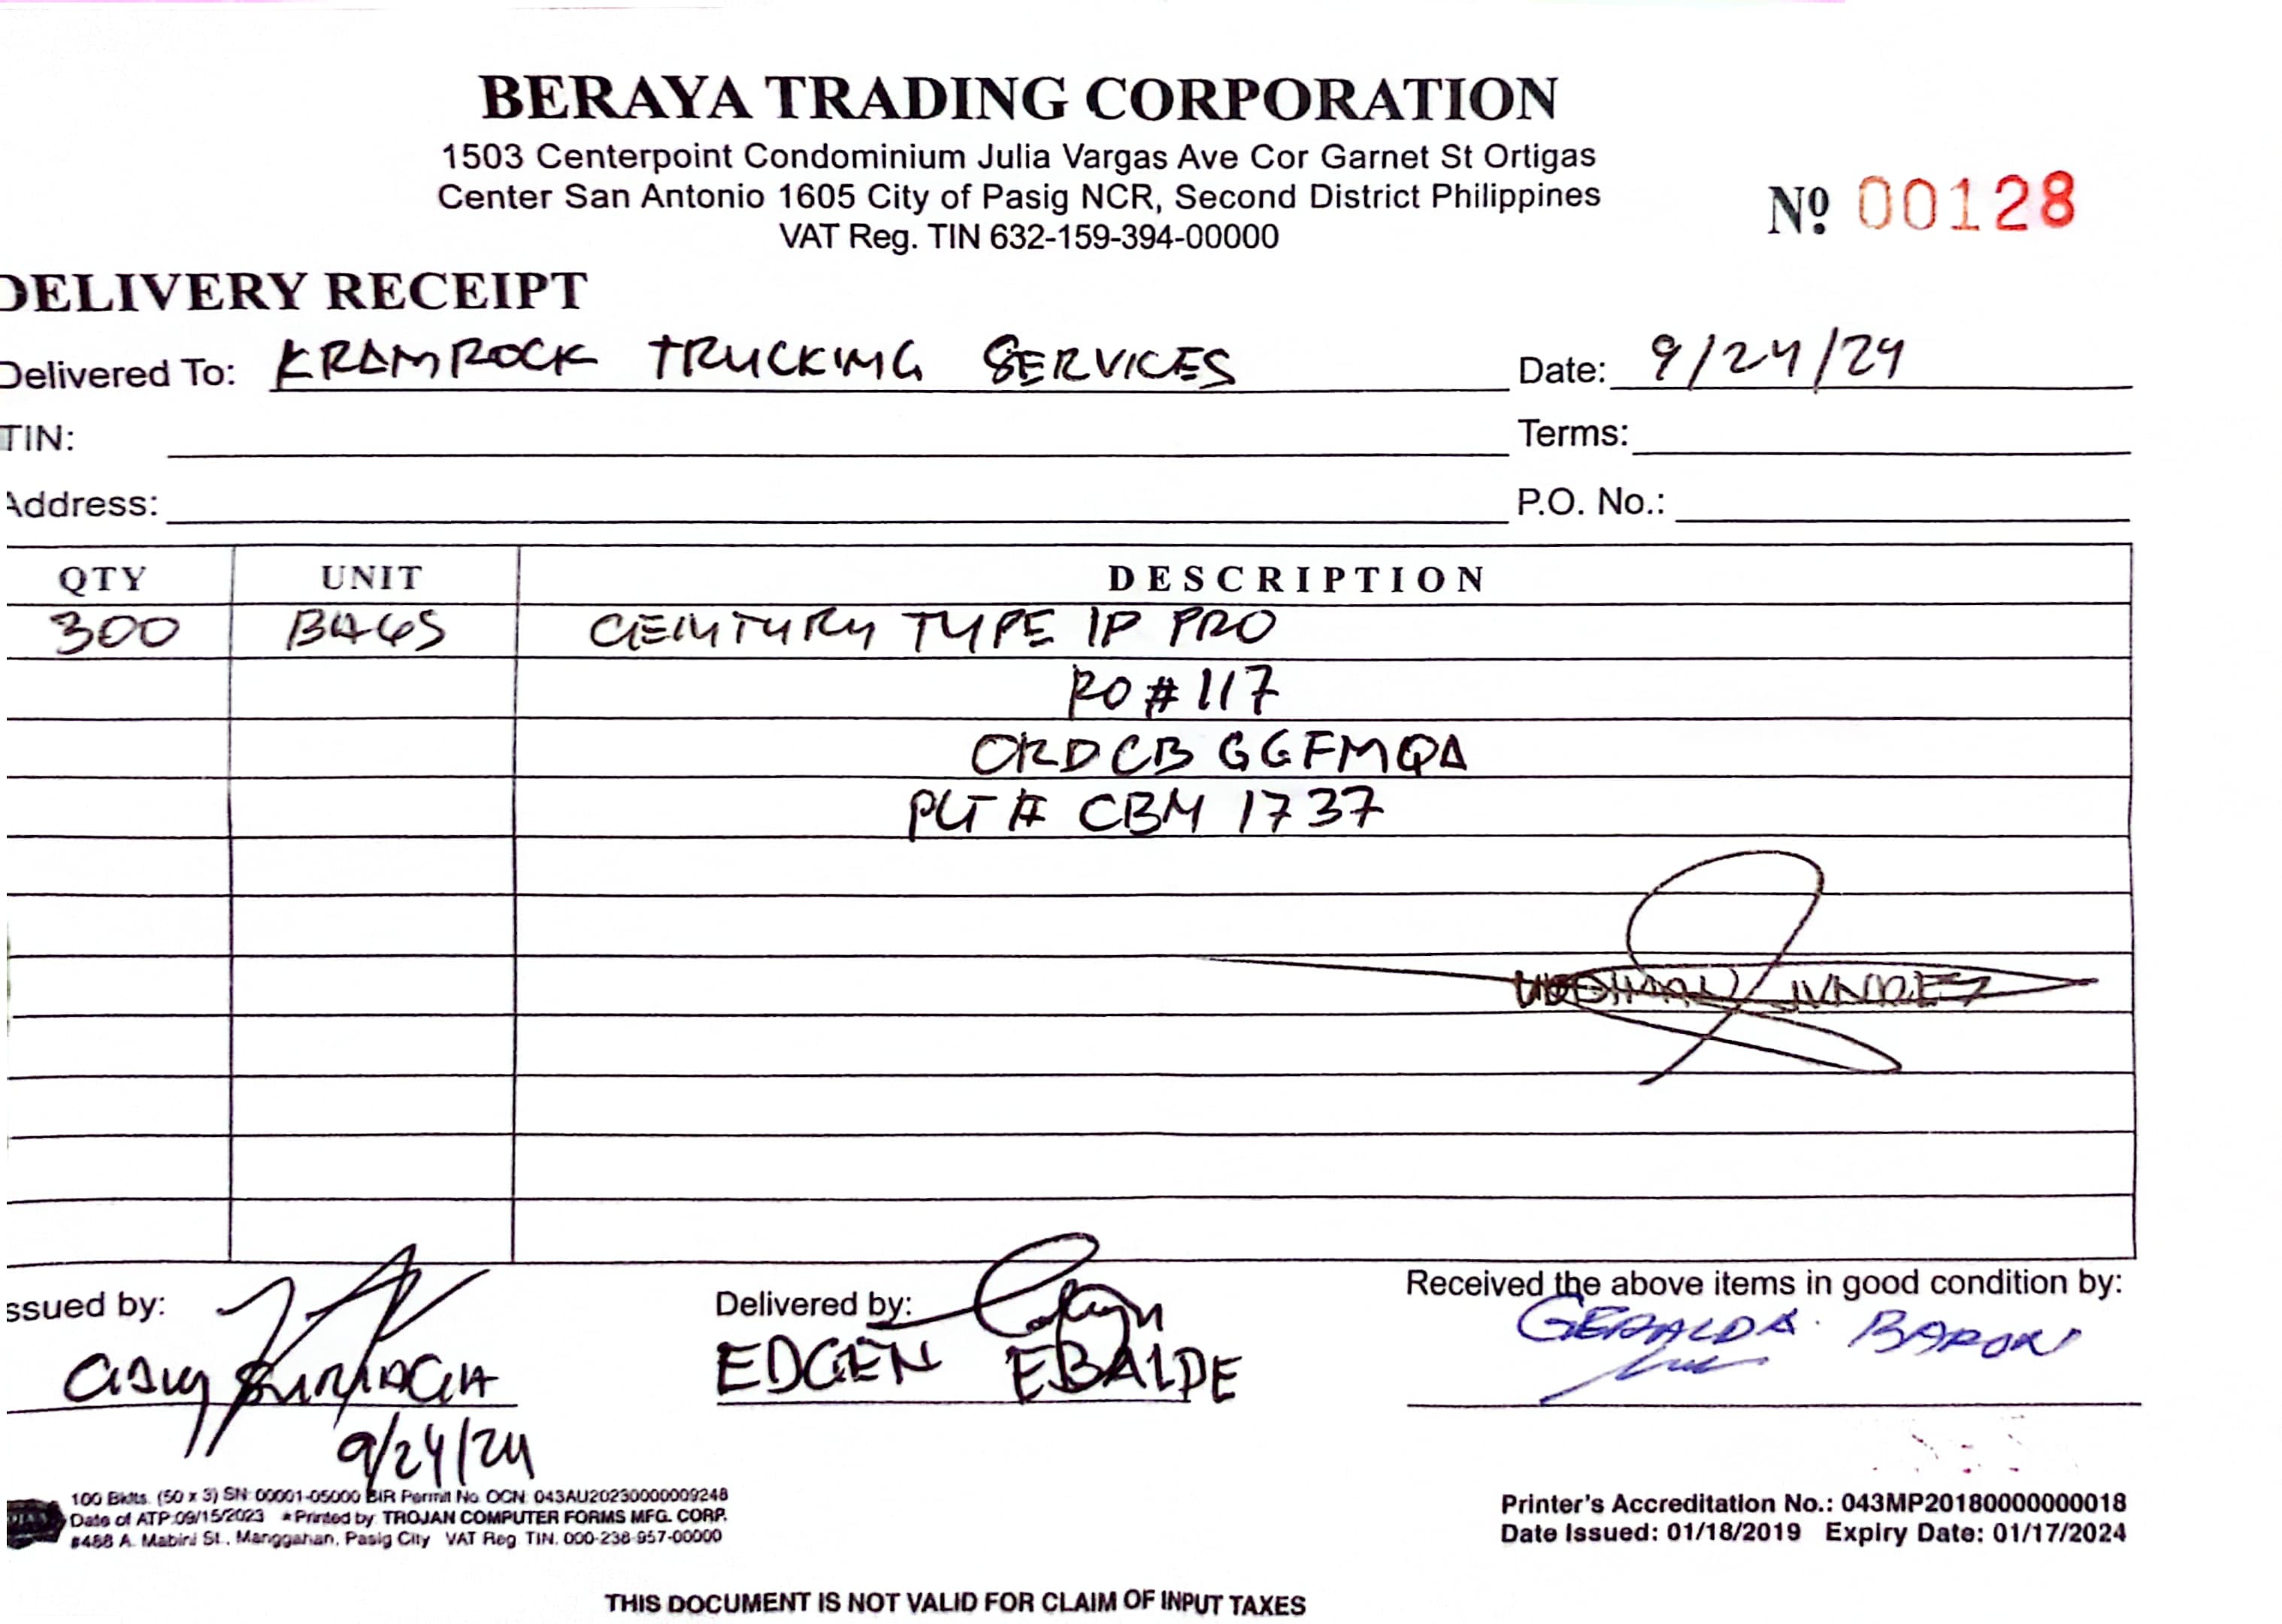 BERAYA TRADING CORPORATION
1503 Centerpoint Condominium Julia Vargas Ave Cor Garnet St Ortigas
Center San Antonio 1605 City of Pasig NCR, Second District Philippines
VAT Reg. TIN 632-159-394-00000
Nº 00128
DELIVERY RECEIPT
Delivered To: KRAMROCK TRUCKING SERVICES Date: 9/24/24
TIN: Terms:
Address: P.O. No.:
QTY UNIT DESCRIPTION
300 BAGS CENTURY TYPE IP PRO
RO # 117
ORDCB GGFMQA
PLT # CBM 1737
Issued by: Delivered by: Received the above items in good condition by:
EDGEN EBALDE GERALD A. BARON
9/24/24
100 Bklts. (50 x 3) SN: 00001-05000 BIR Permit No. OCN: 043AU20230000009248
Date of ATP:09/15/2023 * Printed by TROJAN COMPUTER FORMS MFG. CORP.
#488 A. Mabini St., Manggahan, Pasig City VAT Reg TIN. 000-238-957-00000
Printer's Accreditation No.: 043MP20180000000018
Date Issued: 01/18/2019 Expiry Date: 01/17/2024
THIS DOCUMENT IS NOT VALID FOR CLAIM OF INPUT TAXES